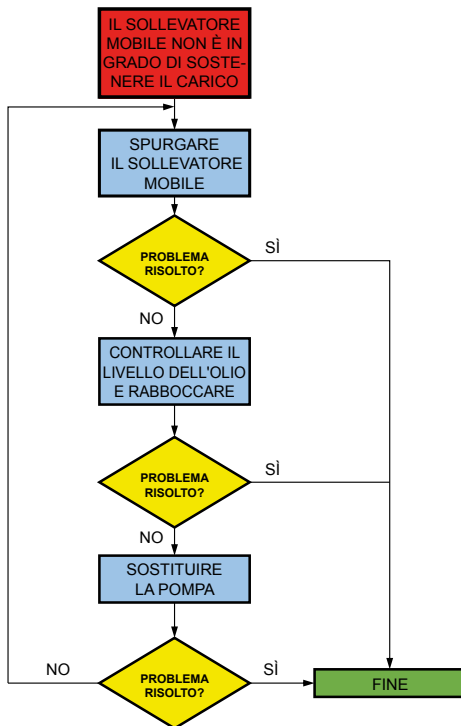 IL SOLLEVATORE
MOBILE NON È IN
GRADO DI SOSTE-
NERE IL CARICO
SPURGARE
IL SOLLEVATORE
MOBILE
PROBLEMA
RISOLTO?
SÌ
NO
CONTROLLARE IL
LIVELLO DELL'OLIO
E RABBOCCARE
PROBLEMA
RISOLTO?
SÌ
NO
SOSTITUIRE
LA POMPA
PROBLEMA
RISOLTO?
NO
SÌ
FINE